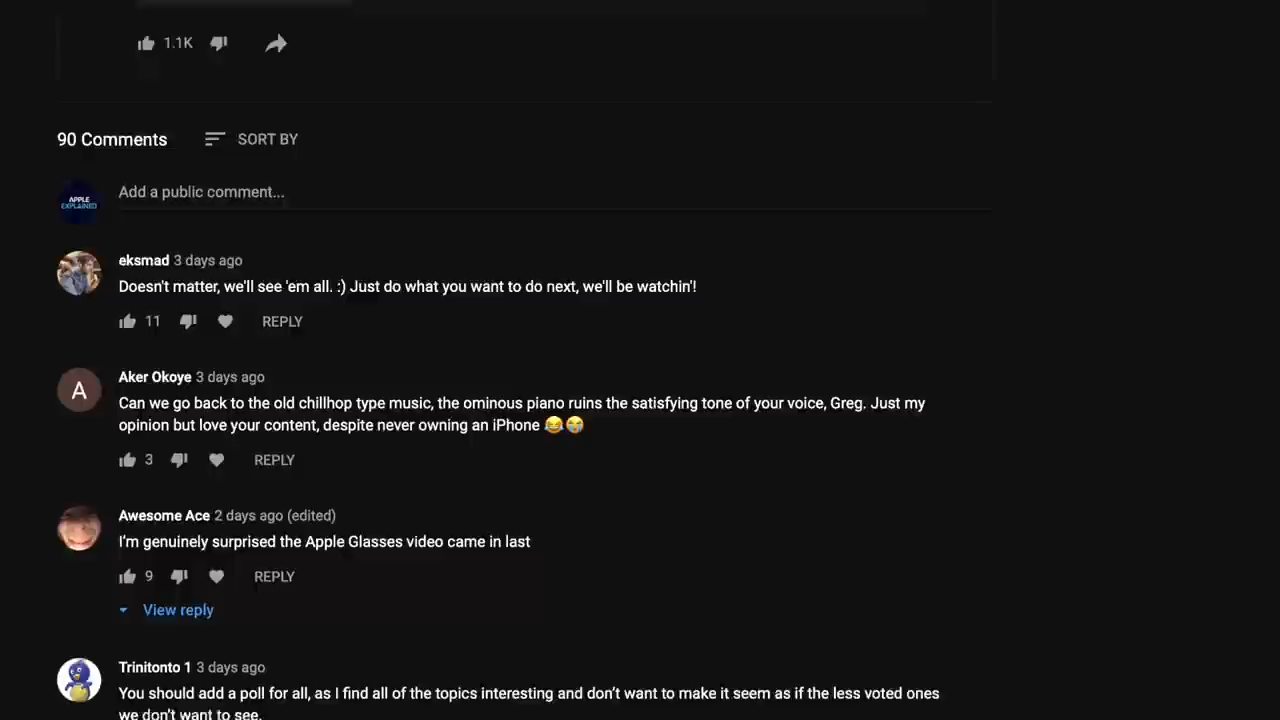 1.1K
90 Comments SORT BY
APPLE
EXPLAINED
Add a public comment...
eksmad 3 days ago
Doesn't matter, we'll see 'em all. :) Just do what you want to do next, we'll be watchin'!
11 REPLY
A
Aker Okoye 3 days ago
Can we go back to the old chillhop type music, the ominous piano ruins the satisfying tone of your voice, Greg. Just my
opinion but love your content, despite never owning an iPhone 😂😭
3 REPLY
Awesome Ace 2 days ago (edited)
I'm genuinely surprised the Apple Glasses video came in last
9 REPLY
View reply
Trinitonto 1 3 days ago
You should add a poll for all, as I find all of the topics interesting and don't want to make it seem as if the less voted ones
we don't want to see.